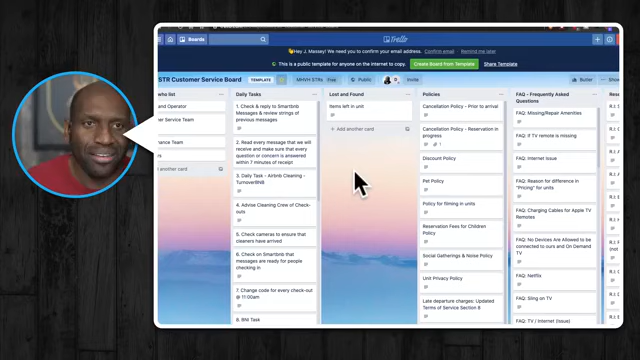 Boards
Trello
Hey J. Massey! We need to confirm your email address. Confirm email Remind me later
This is a public template for anyone on the internet to copy. Create Board from Template Share Template
STR Customer Service Board TEMPLATE MHVH STRs Free Public Invite Butler
who list
and Operator
er Service Team
nance Team
rs
add another card
Daily Tasks
1. Check & reply to Smartbnb
Messages & review strings of
previous messages
2. Read every message that we will
receive and make sure that every
question or concern is answered
within 7 minutes of receipt
3. Daily Task - Airbnb Cleaning -
TurnoverBNB
4. Advise Cleaning Crew of Check-
outs
5. Check cameras to ensure that
cleaners have arrived
6. Check on Smartbnb that
messages are ready for people
checking in
7. Change code for every check-out
@ 11:00am
8. BNI Task
Lost and Found
Items left in unit
+ Add another card
Policies
Cancellation Policy - Prior to arrival
Cancellation Policy - Reservation in
progress
1
Discount Policy
Pet Policy
Policy for filming in units
Reservation Fees for Children
Policy
Social Gatherings & Noise Policy
Unit Privacy Policy
Late departure charges: Updated
Terms of Service Section 8
FAQ - Frequently Asked
Questions
FAQ: Missing/Repair Amenities
FAQ: If TV remote is missing
FAQ: Internet Issue
FAQ: Reason for difference in
"Pricing" for units
FAQ: Charging Cables for Apple TV
Remotes
FAQ: No Devices Are Allowed to be
connected to ours and On Demand
TV
FAQ: Netflix
FAQ: Sling on TV
FAQ: TV / Internet (issue)